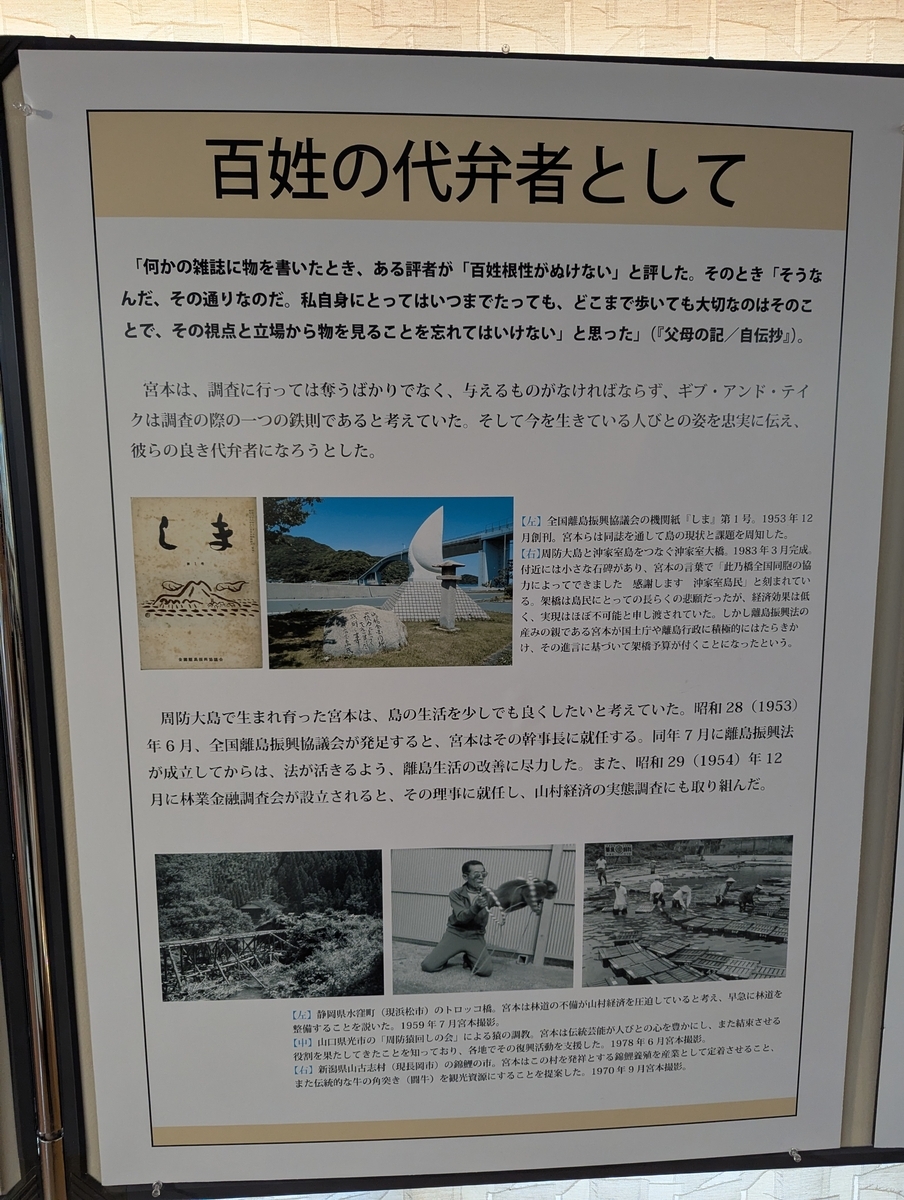 百姓の代弁者として
「何かの雑誌に物を書いたとき、ある評者が「百姓根性がぬけない」と評した。そのとき「そうな
んだ、その通りなのだ。私自身にとってはいつまでたっても、どこまで歩いても大切なのはそのこ
とで、その視点と立場から物を見ることを忘れてはいけない」と思った」（『父母の記／自伝抄』）。
宮本は、調査に行っては奪うばかりでなく、与えるものがなければならず、ギブ・アンド・テイ
クは調査の際の一つの鉄則であると考えていた。そして今を生きている人びとの姿を忠実に伝え、
彼らの良き代弁者になろうとした。
しま
【左】全国離島振興協議会の機関紙『しま』第1号。1953年12
月創刊。宮本らは同誌を通して島の現状と課題を周知した。
【右】周防大島と沖家室島をつなぐ沖家室大橋。1983年3月完成。
付近には小さな石碑があり、宮本の言葉で「此乃橋全国同胞の協
力によってできました　感謝します　沖家室島民」と刻まれてい
る。架橋は島民にとっての長らくの悲願だったが、経済効果は低
く、実現はほぼ不可能と申し渡されていた。しかし離島振興法の
産みの親である宮本が国土庁や離島行政に積極的にはたらきか
け、その進言に基づいて架橋予算が付くことになったという。
周防大島で生まれ育った宮本は、島の生活を少しでも良くしたいと考えていた。昭和28（1953）
年6月、全国離島振興協議会が発足すると、宮本はその幹事長に就任する。同年7月に離島振興法
が成立してからは、法が活きるよう、離島生活の改善に尽力した。また、昭和29（1954）年12
月に林業金融調査会が設立されると、その理事に就任し、山村経済の実態調査にも取り組んだ。
【左】静岡県水窪町（現浜松市）のトロッコ橋。宮本は林道の不備が山村経済を圧迫していると考え、早急に林道を
整備することを説いた。1959年7月宮本撮影。
【中】山口県光市の「周防猿回しの会」による猿の調教。宮本は伝統芸能が人びとの心を豊かにし、また結束させる
役割を果たしてきたことを知っており、各地でその復興活動を支援した。1978年6月宮本撮影。
【右】新潟県山古志村（現長岡市）の錦鯉の市。宮本はこの村を発祥とする錦鯉養殖を産業として定着させること、
また伝統的な牛の角突き（闘牛）を観光資源にすることを提案した。1970年9月宮本撮影。